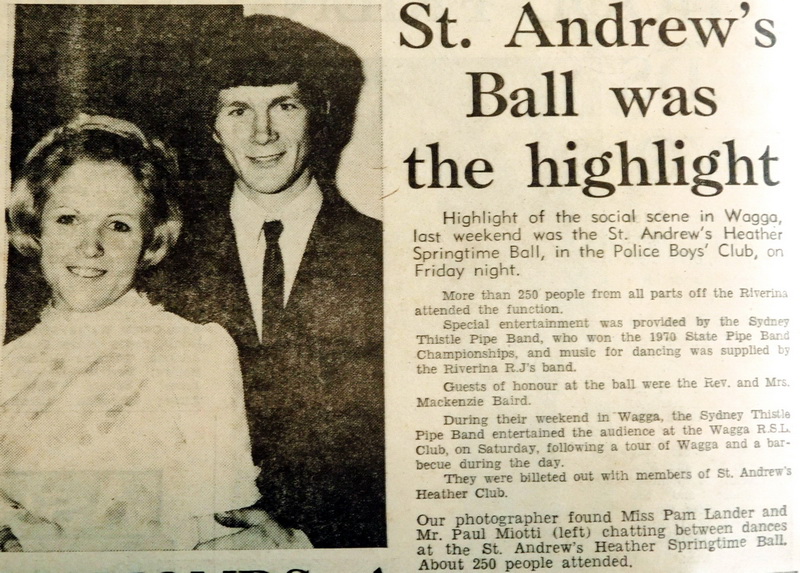 St. Andrew's
Ball was
the highlight
Highlight of the social scene in Wagga,
last weekend was the St. Andrew's Heather
Springtime Ball, in the Police Boys' Club, on
Friday night.
More than 250 people from all parts off the Riverina
attended the function.
Special entertainment was provided by the Sydney
Thistle Pipe Band, who won the 1970 State Pipe Band
Championships, and music for dancing was supplied by
the Riverina R.J's band.
Guests of honour at the ball were the Rev. and Mrs.
Mackenzie Baird.
During their weekend in Wagga, the Sydney Thistle
Pipe Band entertained the audience at the Wagga R.S.L.
Club, on Saturday, following a tour of Wagga and a bar-
becue during the day.
They were billeted out with members of St. Andrew's
Heather Club.
Our photographer found Miss Pam Lander and
Mr. Paul Miotti (left) chatting between dances
at the St. Andrew's Heather Springtime Ball.
About 250 people attended.